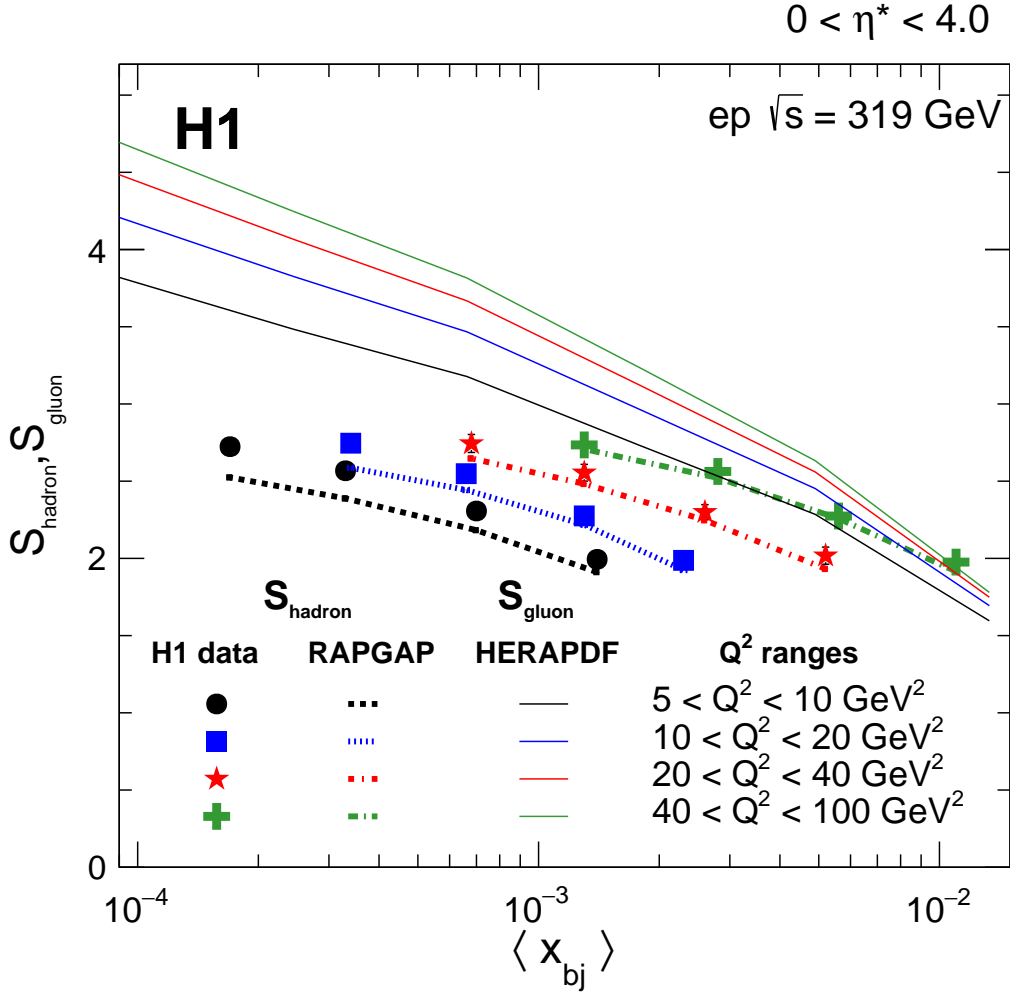 0 < η* < 4.0
H1
ep √s = 319 GeV
4
2
0
S_hadron, S_gluon
S_hadron S_gluon
H1 data RAPGAP HERAPDF Q² ranges
5 < Q² < 10 GeV²
10 < Q² < 20 GeV²
20 < Q² < 40 GeV²
40 < Q² < 100 GeV²
10⁻⁴ 10⁻³ 10⁻²
⟨ x_bj ⟩